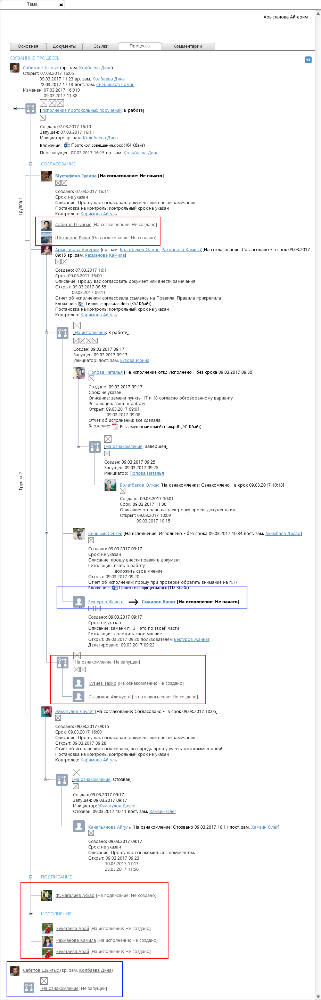 Тема
Арыстанова Айгерим
Основная Документы Ссылки Процессы Комментарии
СВЯЗАННЫЕ ПРОЦЕССЫ
Сабитов Шынгыс (вр. зам. Колбаева Дина)
Открыт: 07.03.2017 16:05
09.03.2017 11:23 вр. зам. Колбаева Дина
22.03.2017 17:13 пост. зам. Свешников Роман
Изменен: 07.03.2017 16:010
09.03.2017 11:38
[Исполнение протокольных поручений: В работе]
Создан: 07.03.2017 16:10
Запущен: 07.03.2017 16:11
Инициатор: вр. зам. Кольбаева Дина
Вложение: Протокол совещания.docx (104 Кбайт)
Перезапущен: 07.03.2017 16:15 вр. зам. Кольбаева Дина
СОГЛАСОВАНИЕ
Группа 1
Мустафина Гулира [На согласование: Не начато]
Создано: 07.03.2017 16:11
Срок: не указан
Описание: Прошу вас согласовать документ или внести замечания
Постановка на контроль: контрольный срок не указан
Контролер: Каримова Айгуль
Сабитов Шынгыс [На согласование: Не создано]
Шокпаров Ринат [На согласование: Не создано]
Группа 2
Арыстанова Айгерим (вр. зам. Болатбеков Олжас, Рахманова Камила)[На согласование: Согласовано - в срок 09.03.2017
09:15 вр. зам. Рахманова Камила]
Создано: 07.03.2017 16:11
Срок: 09.03.2017 16:00
Описание: Прошу вас согласовать документ или внести замечания
Открыт: 09.03.2017 08:55
09.03.2017 09:11
Отчет об исполнении: согласовала ссылаясь на Правила. Правила прикрепила
Вложение: Типовые правила.docx (357 Кбайт)
Постановка на контроль: контрольный срок не указан
Контролер: Каримова Айгуль
[На исполнение: В работе]
Создан: 09.03.2017 09:17
Запущен: 09.03.2017 09:17
Инициатор: пост. зам. Бузова Ирина
Попова Наталья [На исполнение отв.: Исполнено - без срока 09.03.2017 09:30]
Создано: 09.03.2017 09:17
Срок: не указан
Описание: замени пункты 17 и 18 согласно обговоренному варианту
Резолюция: взять в работу
Открыт: 09.03.2017 09:01
09.03.2017 09:08
Отчет об исполнении: все сделала!
Вложение: Регламент взаимодействия.pdf (241 Кбайт)
[На ознакомление: Завершен]
Создан: 09.03.2017 09:25
Запущен: 09.03.2017 09:25
Инициатор: Попова Наталья
Болатбеков Олжас [На ознакомление: Ознакомлено - в срок 09.03.2017 10:18]
Создано: 09.03.2017 10:01
Срок: 09.03.2017 11:30
Описание: отправь на электронку проект документа им.
Открыт: 09.03.2017 10:09
09.03.2017 10:15
Синицын Сергей [На исполнение: Исполнено - без срока 09.03.2017 10:34 пост. зам. Акимбаев Дидар]
Создано: 09.03.2017 09:17
Срок: не указан
Описание: прошу внести правки в документ
Резолюция: взять в работу;
доложить свое мнение
Открыт: 09.03.2017 09:20
Отчет об исполнении: прошу при проверке обратить внимание на п.17
Вложение: Проект исходящего.docx (113 Кбайт)
Бектуров Жаннат → Смаилов Канат [На исполнение: Не начато]
Создано: 09.03.2017 09:17
Срок: не указан
Описание: замени п.13 - это по твоей части
Резолюция: доложить свое мнение
Открыт: 09.03.2017 09:20 пользователем Бектуров Жаннат
Делегировано: 09.03.2017 09:22
[На ознакомление: Не запущен]
Кузиев Тахир [На ознакомление: Не создано]
Сыздыков Алимурат [На ознакомление: Не создано]
Жумагулов Даулет [На согласование: Согласовано - в срок 09.03.2017 10:05]
Создано: 09.03.2017 09:15
Срок: 09.03.2017 16:00
Описание: Прошу вас согласовать документ или внести замечания
Открыт: 09.03.2017 09:28
Отчет об исполнении: согласовала, но впредь прошу учесть мои комментарии!
Постановка на контроль: контрольный срок не указан
Контролер: Каримова Айгуль
[На ознакомление: Отозван]
Создан: 09.03.2017 09:17
Запущен: 09.03.2017 09:17
Инициатор: Жумагулов Даулет
Отозван: 09.03.2017 10:11 пост. зам. Хамзин Олег
Канапьянова Айгуль [На ознакомление: Отозвано 09.03.2017 10:11 пост. зам. Хамзин Олег]
Создано: 09.03.2017 09:17
Срок: не указан
Описание: Прошу вас ознакомиться с документом.
Открыт: 09.03.2017 09:23
10.03.2017 17:13
23.03.2017 11:56
ПОДПИСАНИЕ
Жумагалиев Аскар [На подписание: Не создано]
ИСПОЛНЕНИЕ
Бекетаева Арай [На исполнение: Не создано]
Рахманова Камила [На исполнение: Не создано]
Бекетаева Арай [На исполнение: Не создано]
Сабитов Шынгыс (вр. зам. Колбаева Дина)
[На ознакомление: Не запущен]